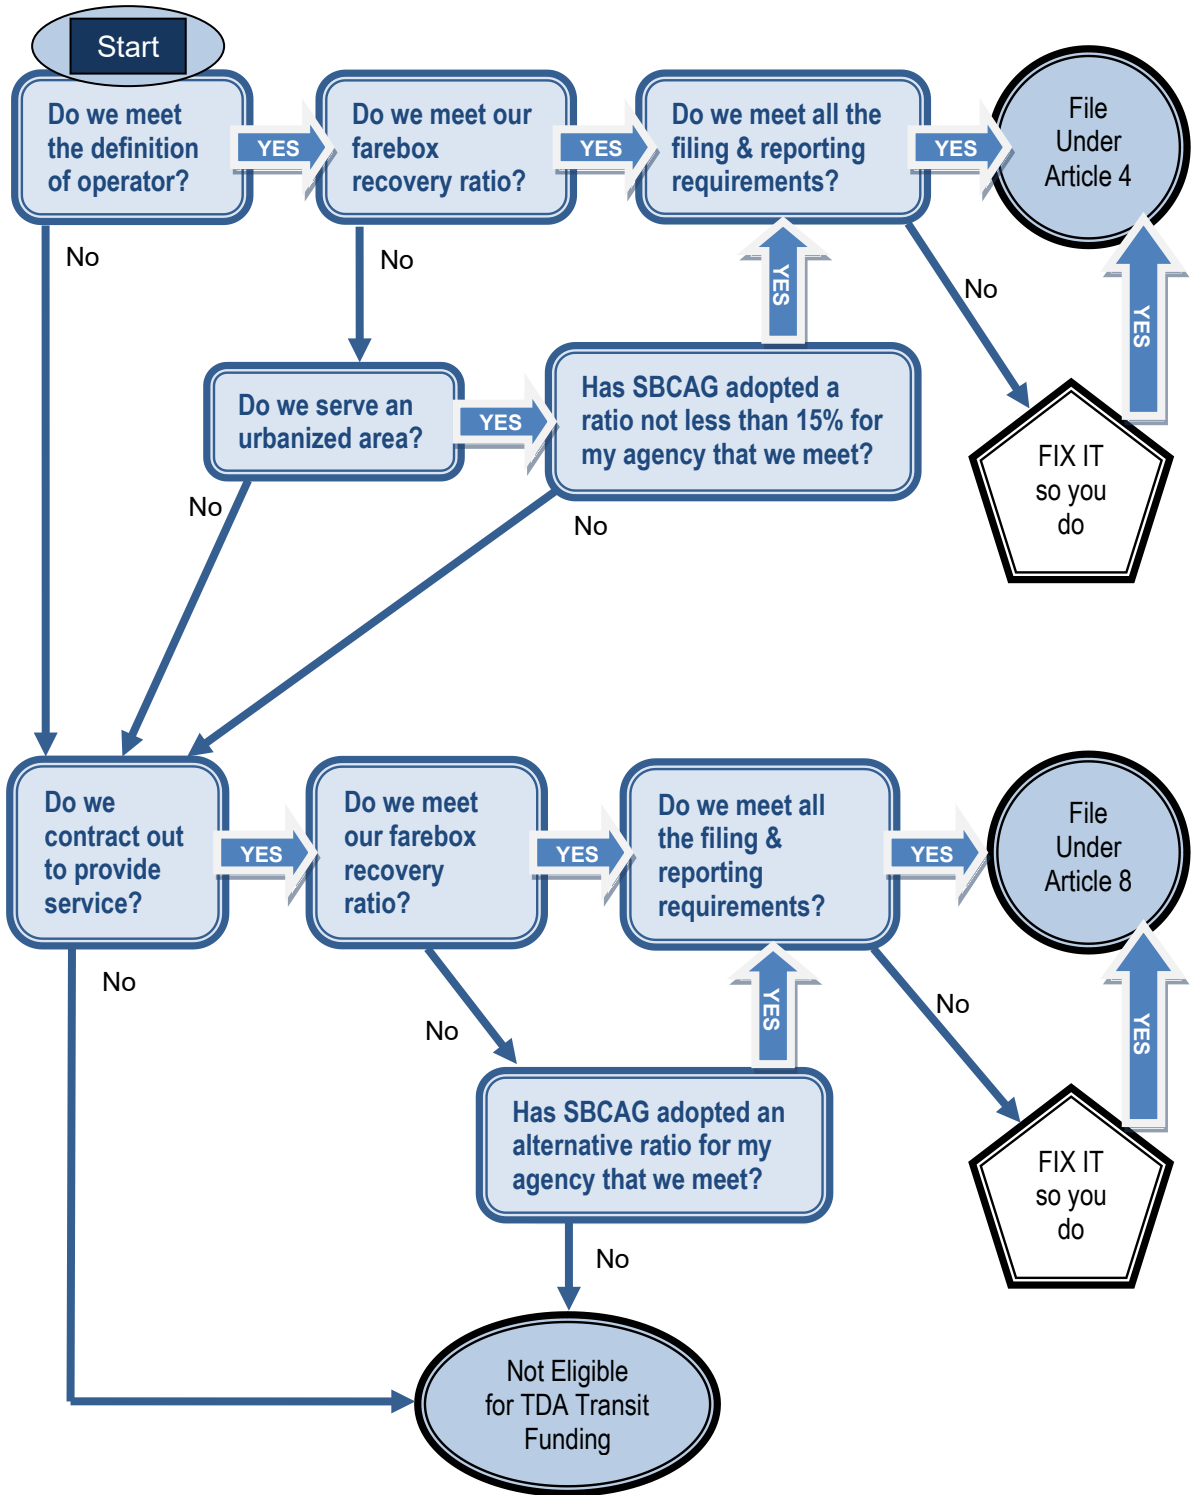 Start
Do we meet
the definition
of operator?
YES
Do we meet our
farebox
recovery ratio?
YES
Do we meet all the
filing & reporting
requirements?
YES
File
Under
Article 4
No
No
YES
No
YES
Do we serve an
urbanized area?
YES
Has SBCAG adopted a
ratio not less than 15% for
my agency that we meet?
FIX IT
so you
do
No
No
Do we
contract out
to provide
service?
YES
Do we meet
our farebox
recovery
ratio?
YES
Do we meet all
the filing &
reporting
requirements?
YES
File
Under
Article 8
No
No
YES
No
YES
Has SBCAG adopted an
alternative ratio for my
agency that we meet?
FIX IT
so you
do
No
Not Eligible
for TDA Transit
Funding